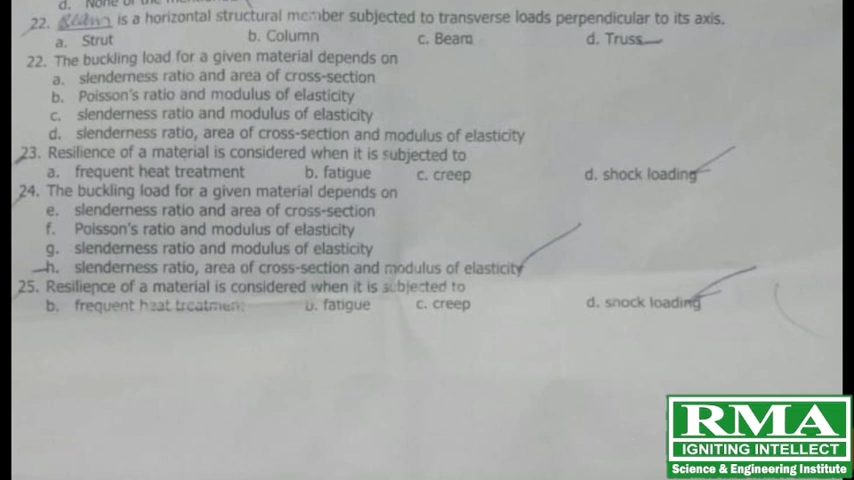 d. None of the mentioned
22. Beam is a horizontal structural member subjected to transverse loads perpendicular to its axis.
a. Strut b. Column c. Beam d. Truss
22. The buckling load for a given material depends on
a. slenderness ratio and area of cross-section
b. Poisson's ratio and modulus of elasticity
c. slenderness ratio and modulus of elasticity
d. slenderness ratio, area of cross-section and modulus of elasticity
23. Resilience of a material is considered when it is subjected to
a. frequent heat treatment b. fatigue c. creep d. shock loading
24. The buckling load for a given material depends on
e. slenderness ratio and area of cross-section
f. Poisson's ratio and modulus of elasticity
g. slenderness ratio and modulus of elasticity
h. slenderness ratio, area of cross-section and modulus of elasticity
25. Resilience of a material is considered when it is subjected to
b. frequent heat treatment b. fatigue c. creep d. shock loading
RMA
IGNITING INTELLECT
Science & Engineering Institute